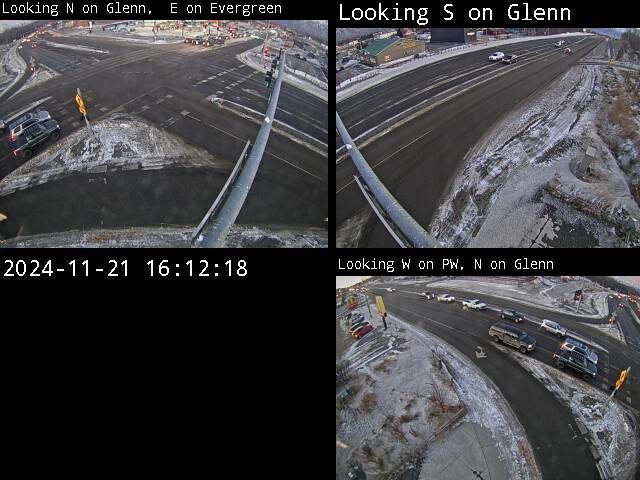 Looking N on Glenn, E on Evergreen
Looking S on Glenn
2024-11-21 16:12:18
Looking W on PW, N on Glenn